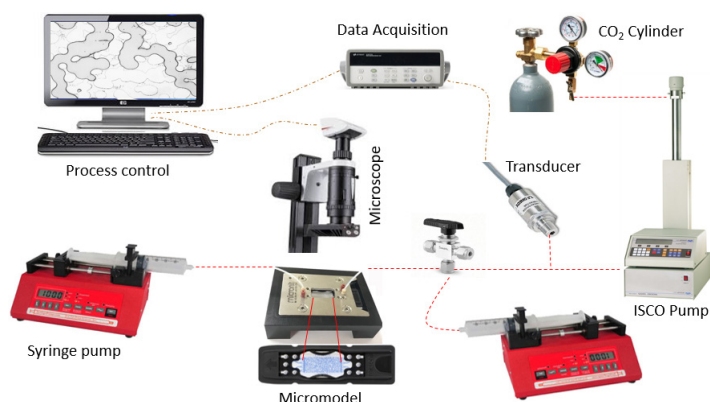 Data Acquisition
CO₂ Cylinder
Process control
Microscope
Transducer
Syringe pump
Micromodel
ISCO Pump